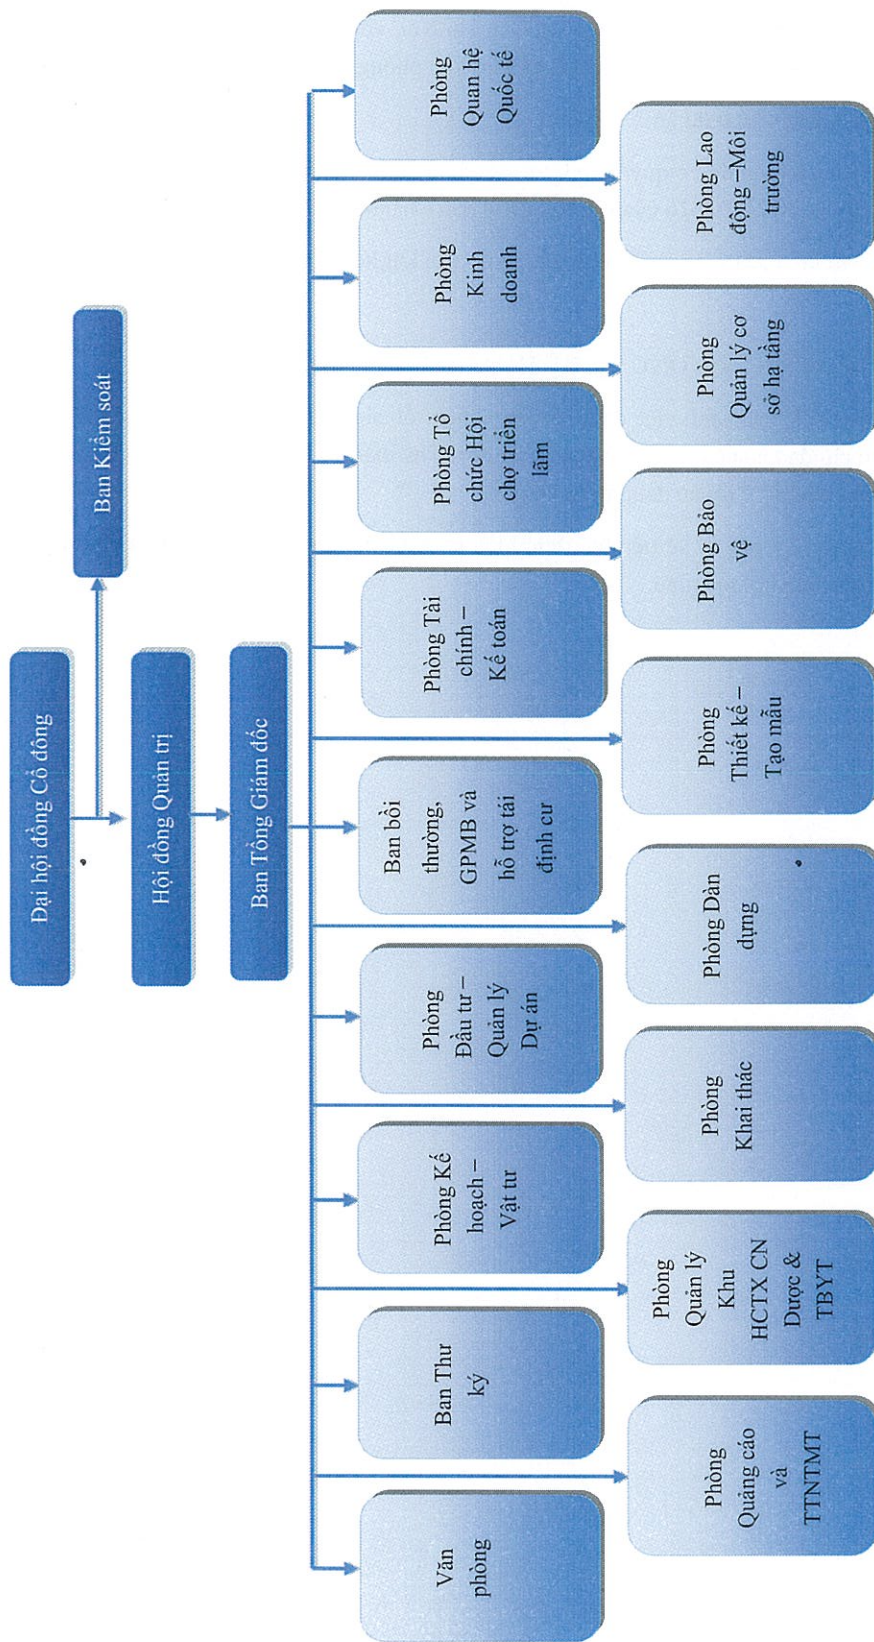 Đại hội đồng Cổ đông
Ban Kiểm soát
Hội đồng Quản trị
Ban Tổng Giám đốc
Văn
phòng
Ban Thư
ký
Phòng Kế
hoạch –
Vật tư
Phòng
Đầu tư –
Quản lý
Dự án
Ban bồi
thường,
GPMB và
hỗ trợ tái
định cư
Phòng Tài
chính –
Kế toán
Phòng Tổ
chức Hội
chợ triển
lãm
Phòng
Kinh
doanh
Phòng
Quan hệ
Quốc tế
Phòng
Quảng cáo
và
TTNTMT
Phòng
Quản lý
Khu
HCTX CN
Dược &
TBYT
Phòng
Khai thác
Phòng Dàn
dựng
Phòng
Thiết kế –
Tạo mẫu
Phòng Bảo
vệ
Phòng
Quản lý cơ
sở hạ tầng
Phòng Lao
động –Môi
trường